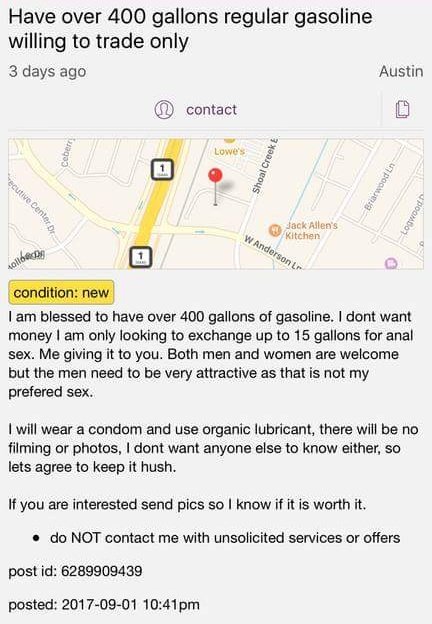 Have over 400 gallons regular gasoline
willing to trade only
3 days ago
Austin
contact
Lowe's
1
Shoal Creek B
Briarwood Ln
Jack Allen's
Kitchen
W Anderson Ln
1
condition: new
I am blessed to have over 400 gallons of gasoline. I dont want
money I am only looking to exchange up to 15 gallons for anal
sex. Me giving it to you. Both men and women are welcome
but the men need to be very attractive as that is not my
prefered sex.
I will wear a condom and use organic lubricant, there will be no
filming or photos, I dont want anyone else to know either, so
lets agree to keep it hush.
If you are interested send pics so I know if it is worth it.
• do NOT contact me with unsolicited services or offers
post id: 6289909439
posted: 2017-09-01 10:41pm